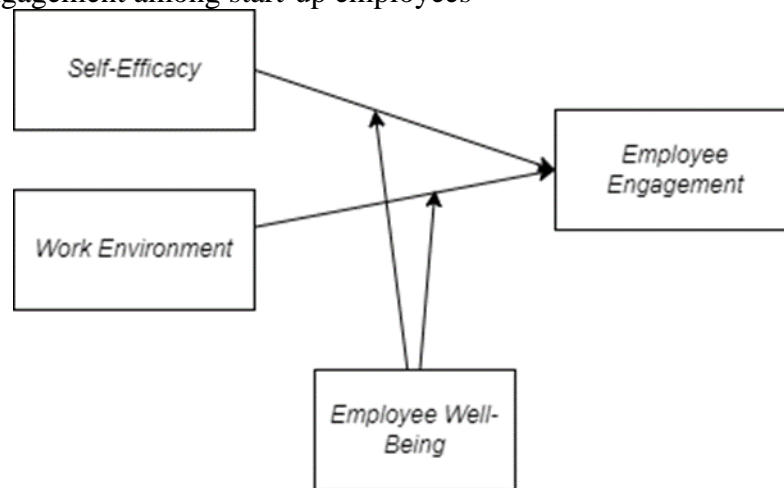 gagement among start-up employees
Self-Efficacy
Employee
Engagement
Work Environment
Employee Well-
Being